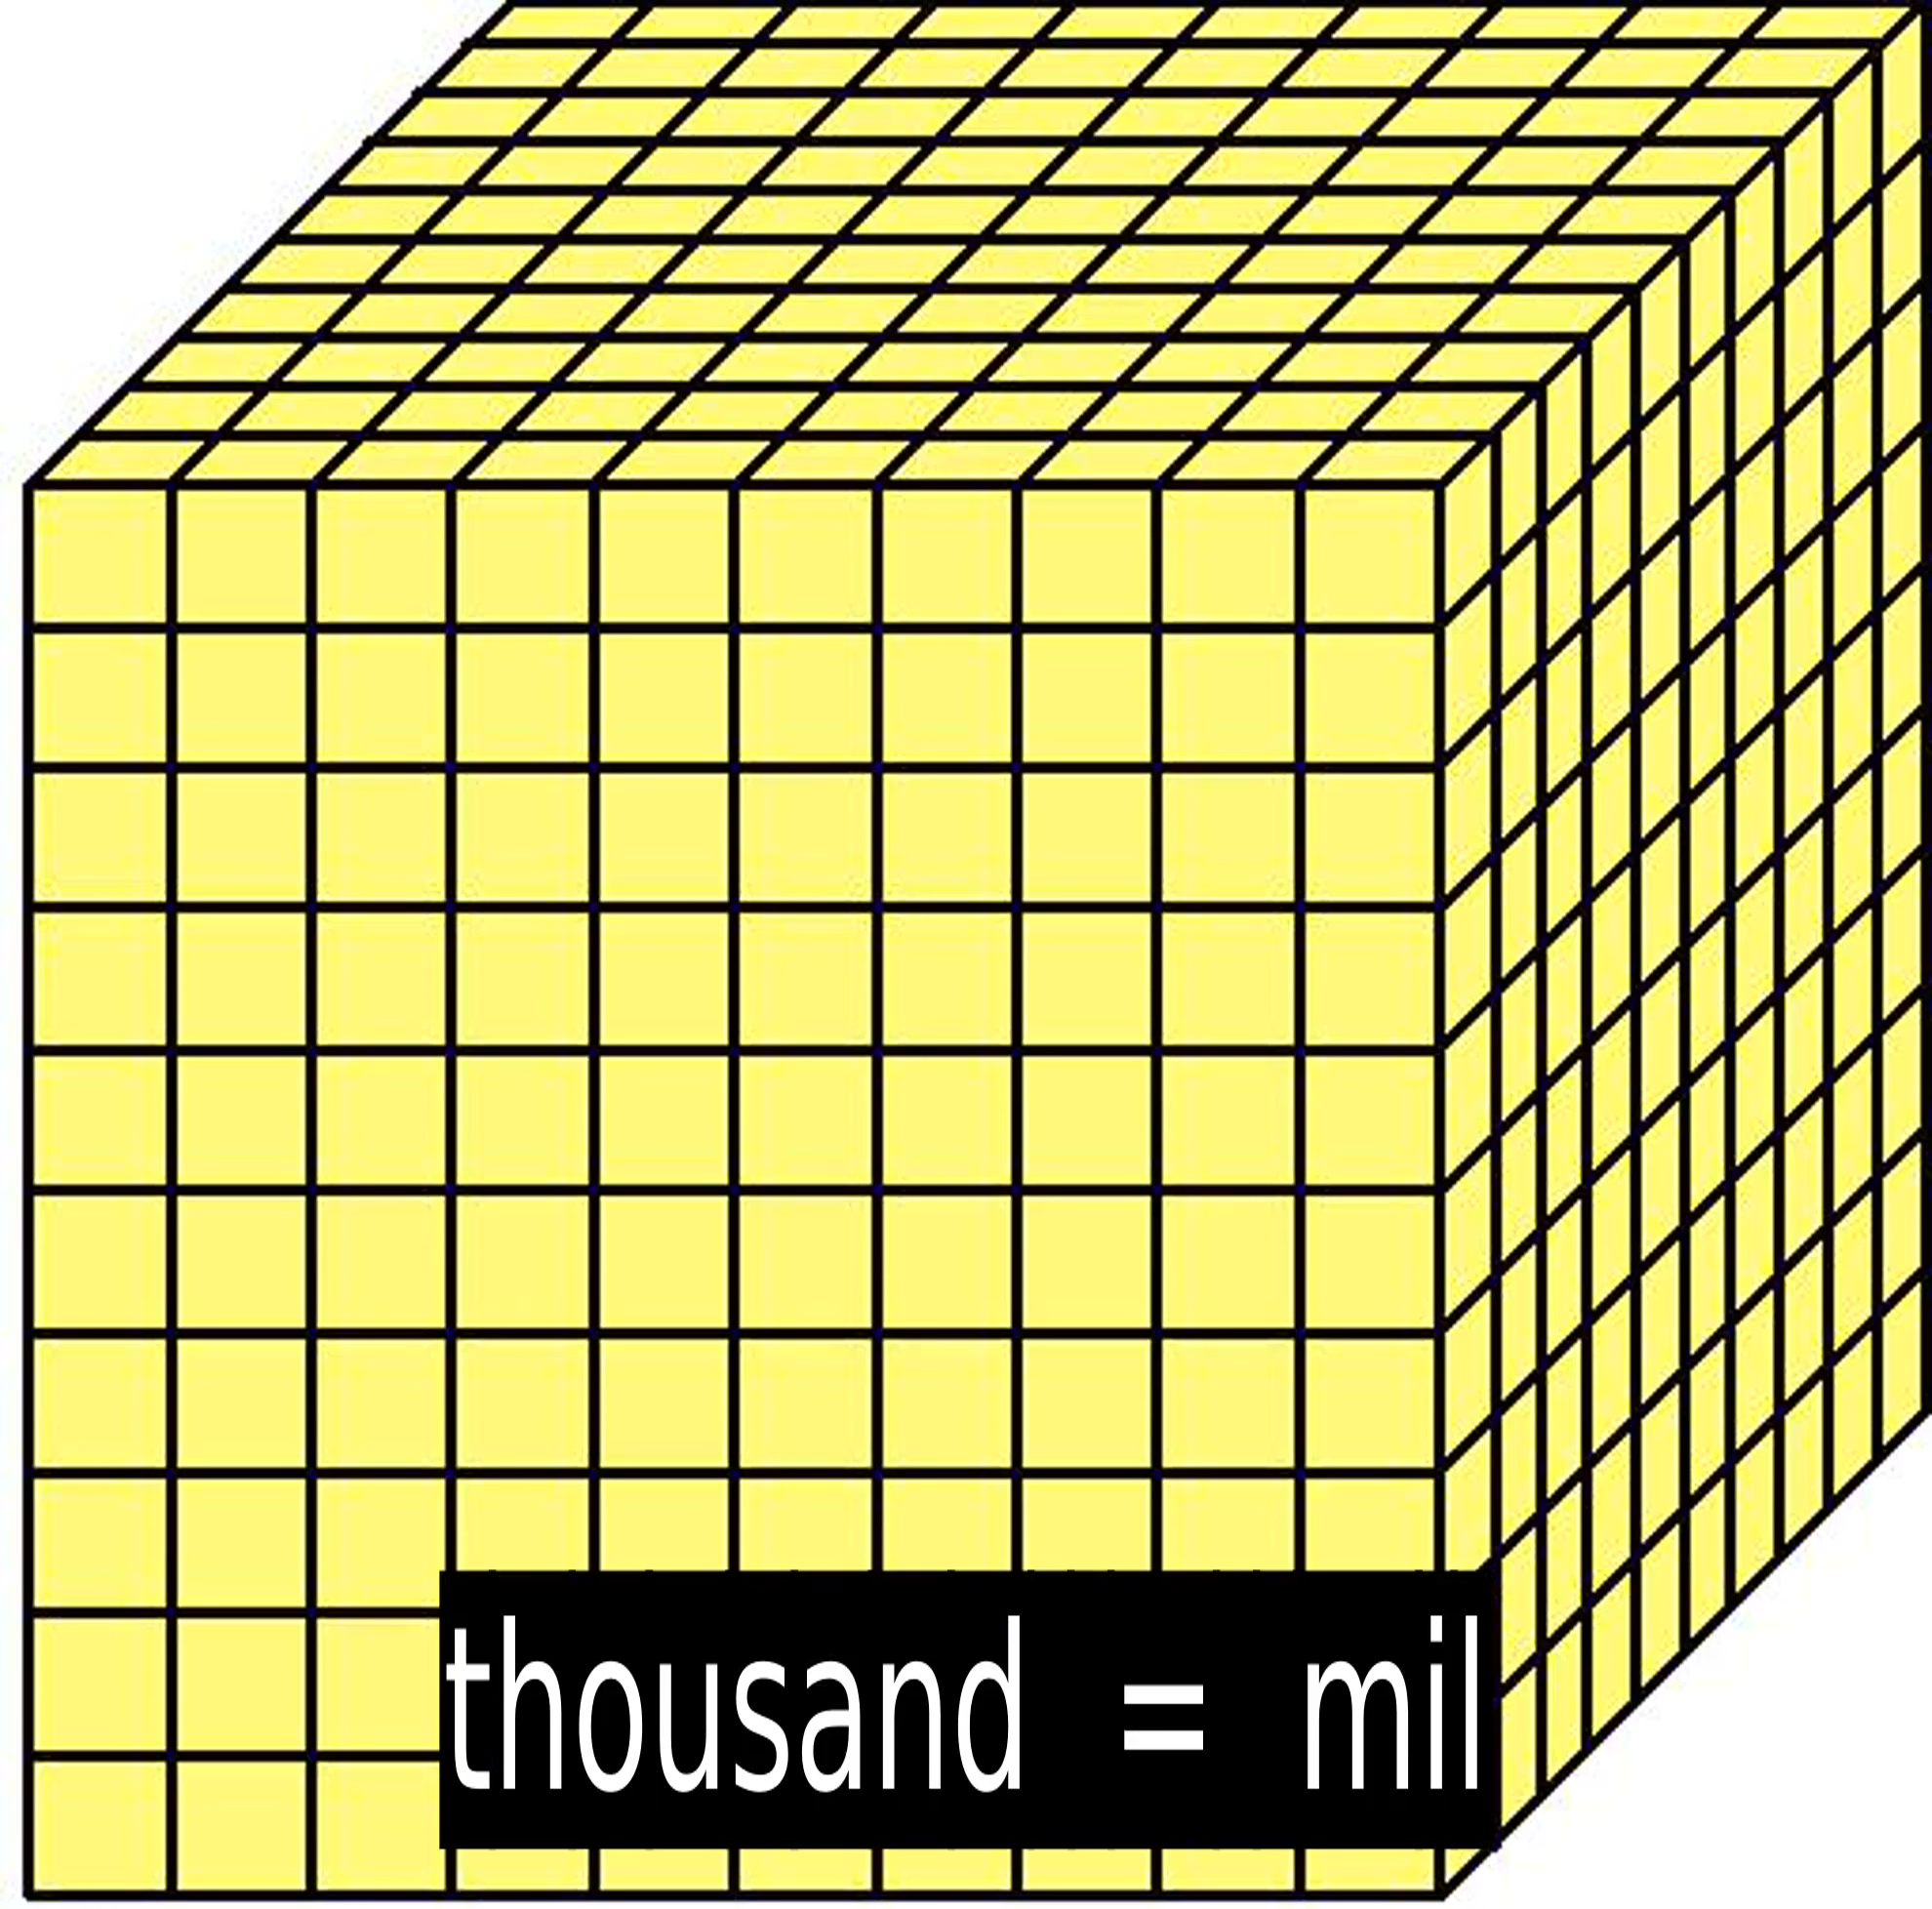 thousand = mil